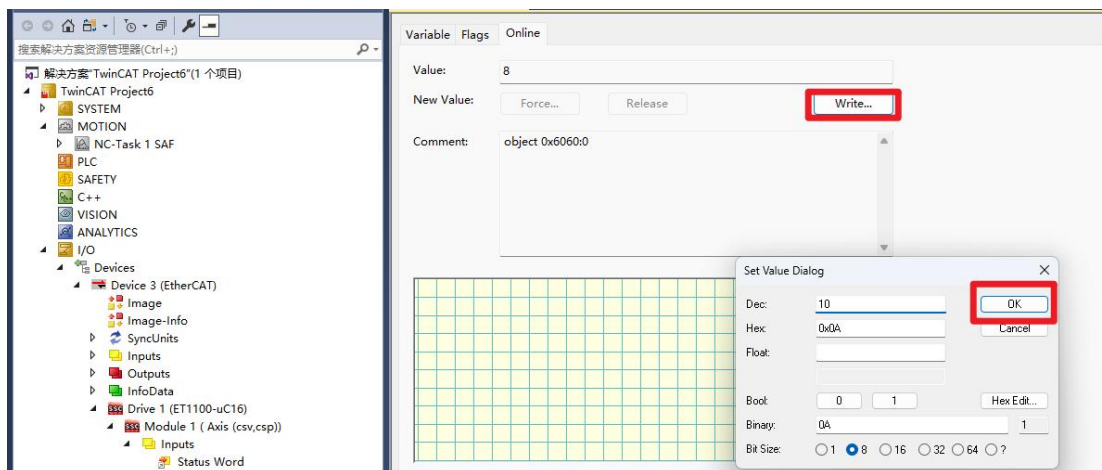 搜索解决方案资源管理器(Ctrl+;)
解决方案"TwinCAT Project6"(1 个项目)
TwinCAT Project6
SYSTEM
MOTION
NC-Task 1 SAF
PLC
SAFETY
C++
VISION
ANALYTICS
I/O
Devices
Device 3 (EtherCAT)
Image
Image-Info
SyncUnits
Inputs
Outputs
InfoData
Drive 1 (ET1100-uC16)
Module 1 ( Axis (csv,csp))
Inputs
Status Word
Variable Flags Online
Value: 8
New Value: Force... Release Write...
Comment: object 0x6060:0
Set Value Dialog
Dec: 10 OK
Hex: 0x0A Cancel
Float:
Bool: 0 1 Hex Edit...
Binary: 0A 1
Bit Size: 1 8 16 32 64 ?